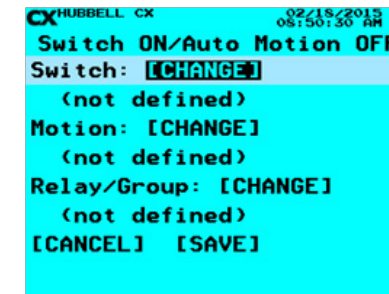 CX HUBBELL CX 02/18/2015
08:50:30 AM
Switch ON/Auto Motion OFF
Switch: [CHANGE]
(not defined)
Motion: [CHANGE]
(not defined)
Relay/Group: [CHANGE]
(not defined)
[CANCEL] [SAVE]